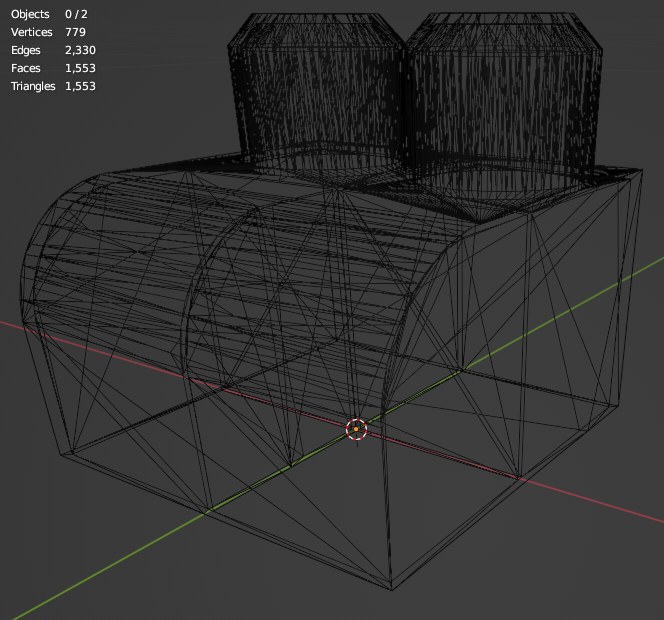 Objects 0 / 2
Vertices 779
Edges 2,330
Faces 1,553
Triangles 1,553